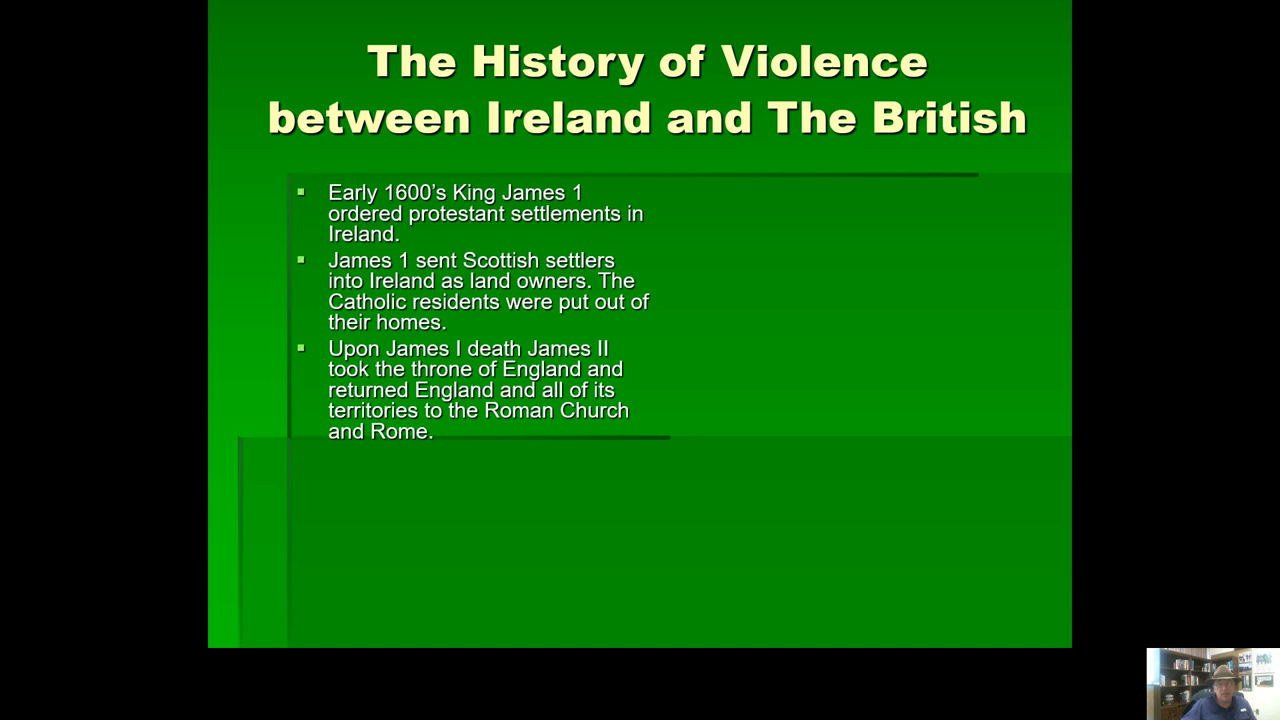 The History of Violence
between Ireland and The British
Early 1600's King James 1
ordered protestant settlements in
Ireland.
James 1 sent Scottish settlers
into Ireland as land owners. The
Catholic residents were put out of
their homes.
Upon James I death James II
took the throne of England and
returned England and all of its
territories to the Roman Church
and Rome.